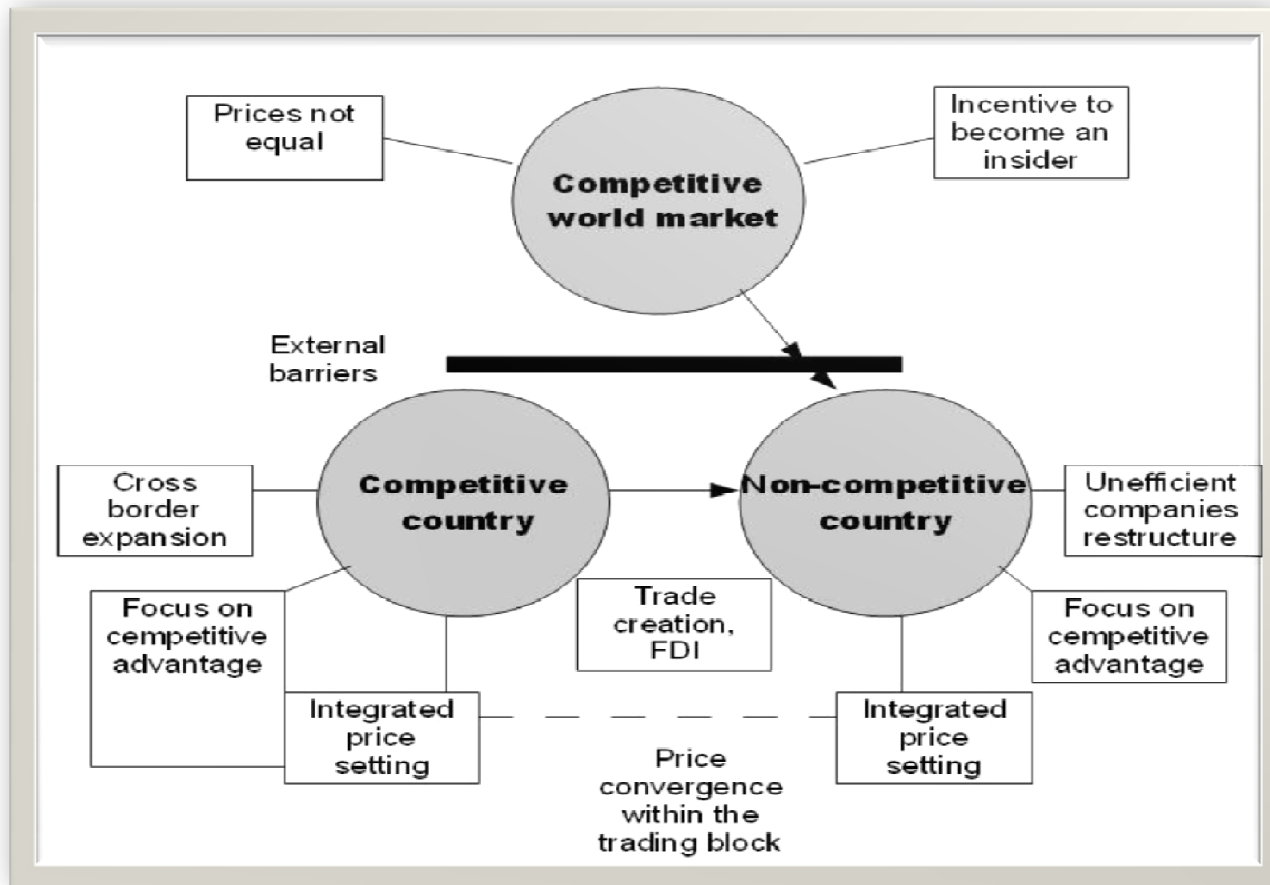 Prices not
equal
Incentive to
become an
insider
Competitive
world market
External
barriers
Cross
border
expansion
Competitive
country
Non-competitive
country
Unefficient
companies
restructure
Focus on
cempetitive
advantage
Trade
creation,
FDI
Focus on
cempetitive
advantage
Integrated
price
setting
Integrated
price
setting
Price
convergence
within the
trading block